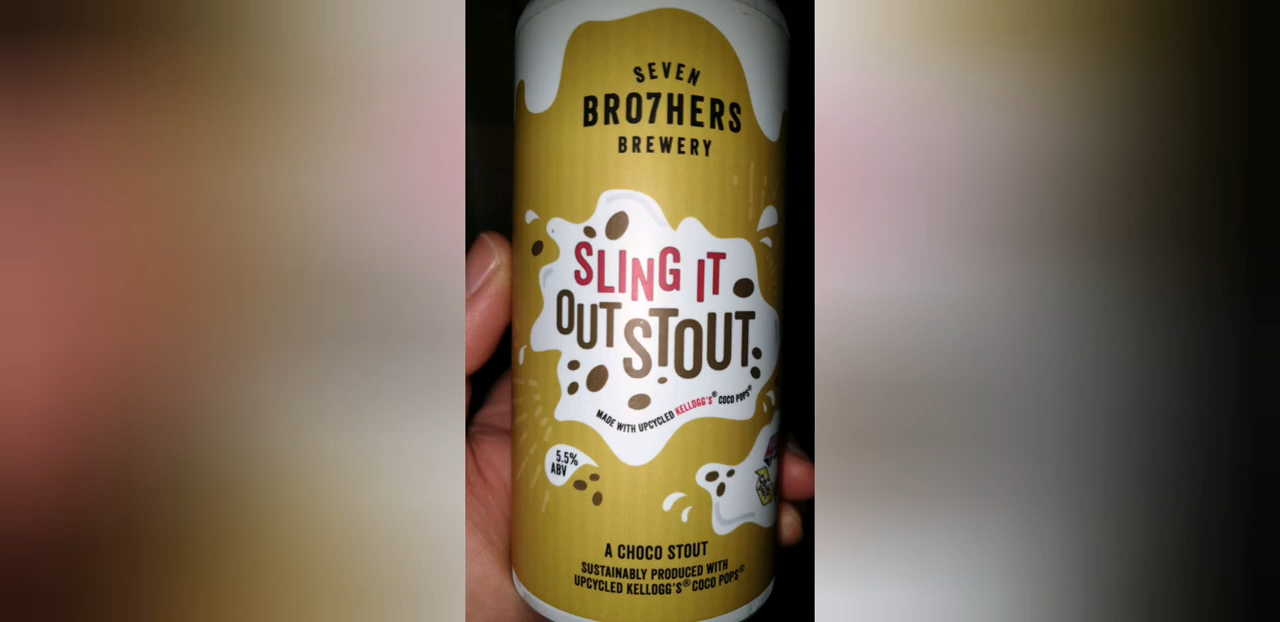 SEVEN
BRO7HERS
BREWERY
SLING IT
OUT STOUT
MADE WITH UPCYCLED KELLOGG'S® COCO POPS®
5.5%
ABV
A CHOCO STOUT
SUSTAINABLY PRODUCED WITH
UPCYCLED KELLOGG'S® COCO POPS®